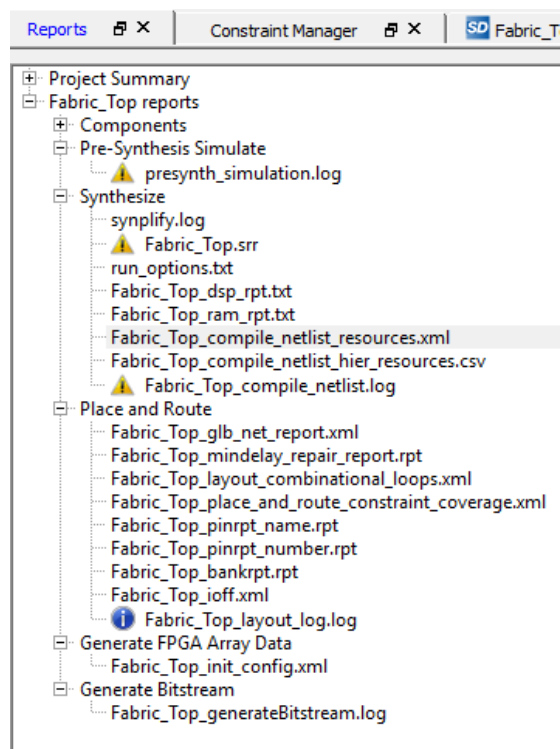 Reports
Constraint Manager
SD Fabric_T
Project Summary
Fabric_Top reports
Components
Pre-Synthesis Simulate
presynth_simulation.log
Synthesize
synplify.log
Fabric_Top.srr
run_options.txt
Fabric_Top_dsp_rpt.txt
Fabric_Top_ram_rpt.txt
Fabric_Top_compile_netlist_resources.xml
Fabric_Top_compile_netlist_hier_resources.csv
Fabric_Top_compile_netlist.log
Place and Route
Fabric_Top_glb_net_report.xml
Fabric_Top_mindelay_repair_report.rpt
Fabric_Top_layout_combinational_loops.xml
Fabric_Top_place_and_route_constraint_coverage.xml
Fabric_Top_pinrpt_name.rpt
Fabric_Top_pinrpt_number.rpt
Fabric_Top_bankrpt.rpt
Fabric_Top_ioff.xml
Fabric_Top_layout_log.log
Generate FPGA Array Data
Fabric_Top_init_config.xml
Generate Bitstream
Fabric_Top_generateBitstream.log